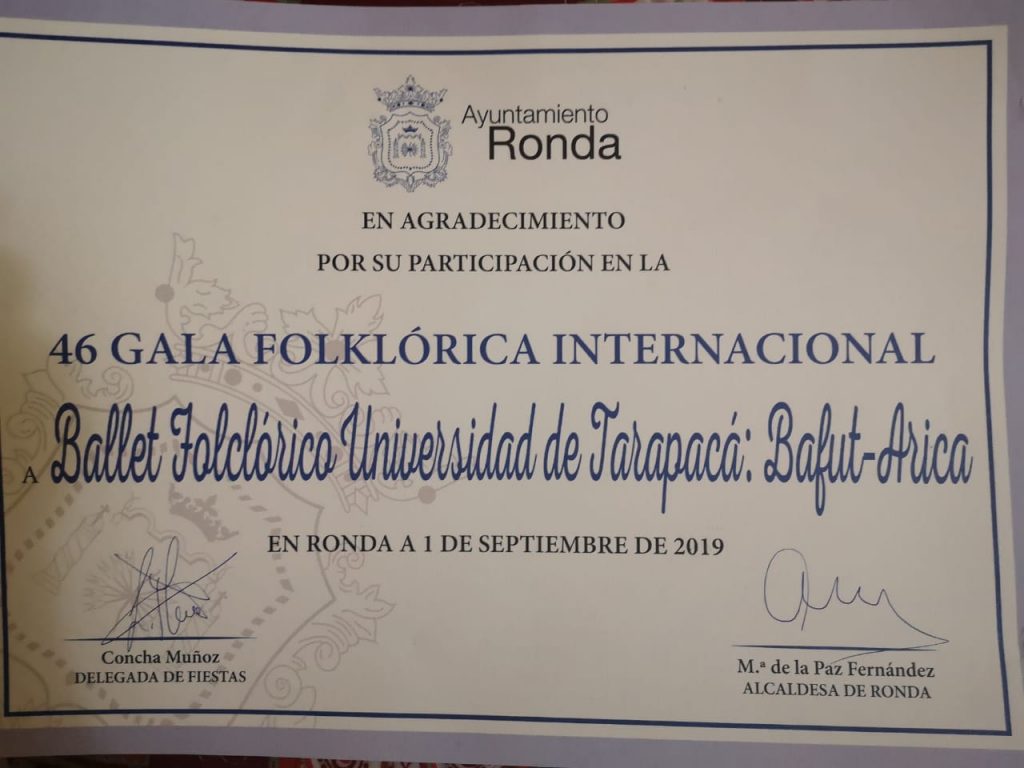 Ayuntamiento
Ronda
EN AGRADECIMIENTO
POR SU PARTICIPACIÓN EN LA
46 GALA FOLKLÓRICA INTERNACIONAL
A Ballet Folclórico Universidad de Tarapacá: Bafut-Arica
EN RONDA A 1 DE SEPTIEMBRE DE 2019
Concha Muñoz
DELEGADA DE FIESTAS
M.ª de la Paz Fernández
ALCALDESA DE RONDA